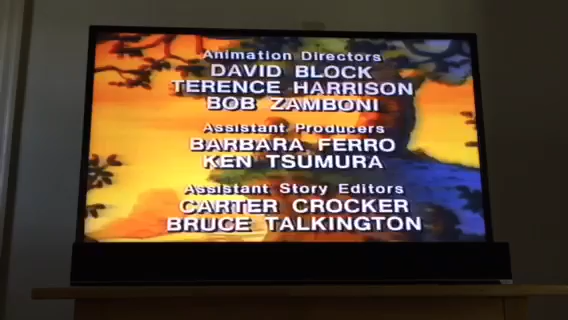 Animation Directors
DAVID BLOCK
TERENCE HARRISON
BOB ZAMBONI
Assistant Producers
BARBARA FERRO
KEN TSUMURA
Assistant Story Editors
CARTER CROCKER
BRUCE TALKINGTON